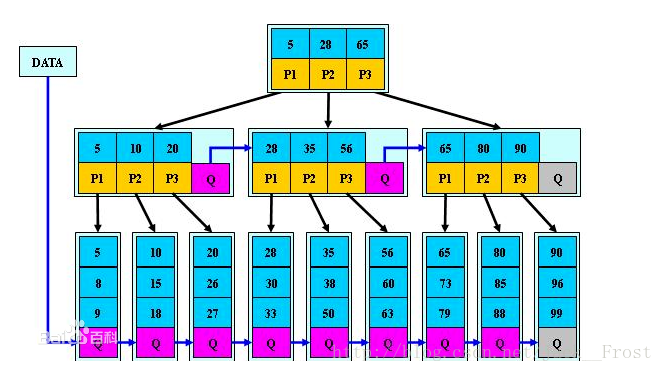 5 28 65
DATA
P1 P2 P3
5 10 20
28 35 56
65 80 90
P1 P2 P3 Q
P1 P2 P3 Q
P1 P2 P3 Q
5 10 20 28 35 56 65 80 90
8 15 26 30 38 60 73 85 96
9 18 27 33 50 63 79 88 99
Q Q Q Q Q Q Q Q Q
百科